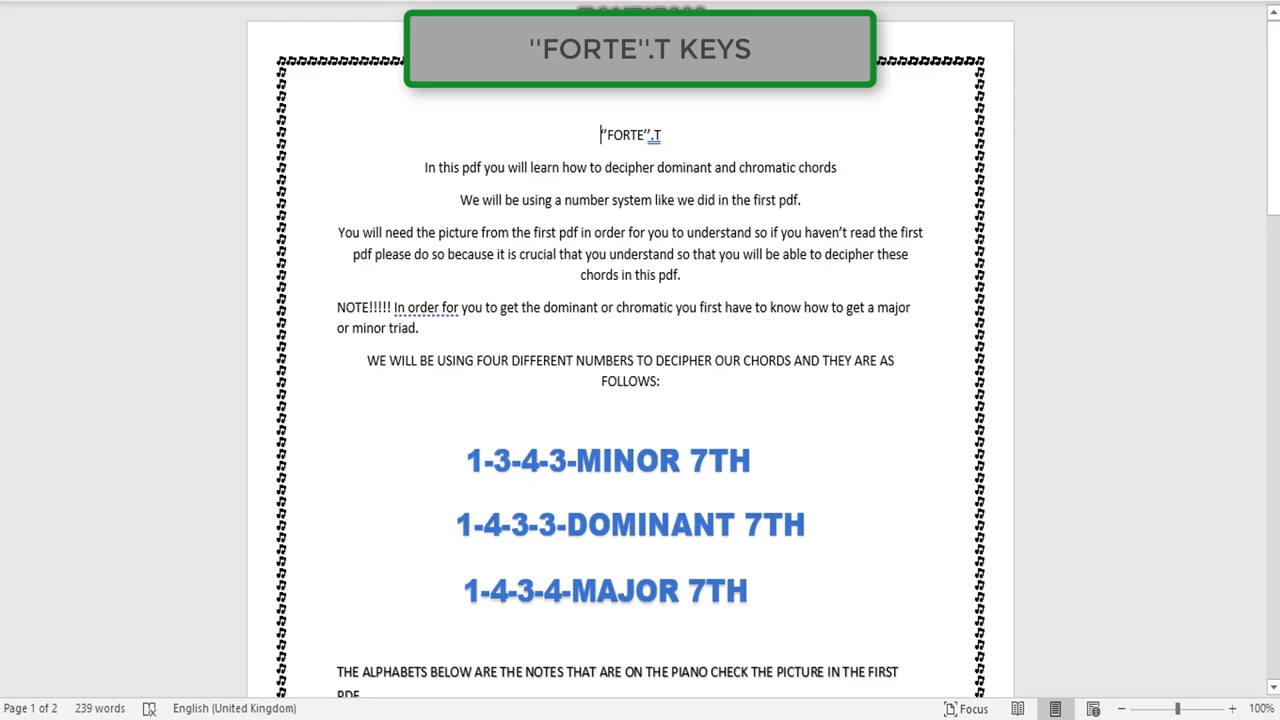 "FORTE".T KEYS
"FORTE".T
In this pdf you will learn how to decipher dominant and chromatic chords
We will be using a number system like we did in the first pdf.
You will need the picture from the first pdf in order for you to understand so if you haven't read the first
pdf please do so because it is crucial that you understand so that you will be able to decipher these
chords in this pdf.
NOTE!!!!! In order for you to get the dominant or chromatic you first have to know how to get a major
or minor triad.
WE WILL BE USING FOUR DIFFERENT NUMBERS TO DECIPHER OUR CHORDS AND THEY ARE AS
FOLLOWS:
1-3-4-3-MINOR 7TH
1-4-3-3-DOMINANT 7TH
1-4-3-4-MAJOR 7TH
THE ALPHABETS BELOW ARE THE NOTES THAT ARE ON THE PIANO CHECK THE PICTURE IN THE FIRST
PDF
Page 1 of 2 239 words English (United Kingdom) Focus 100%